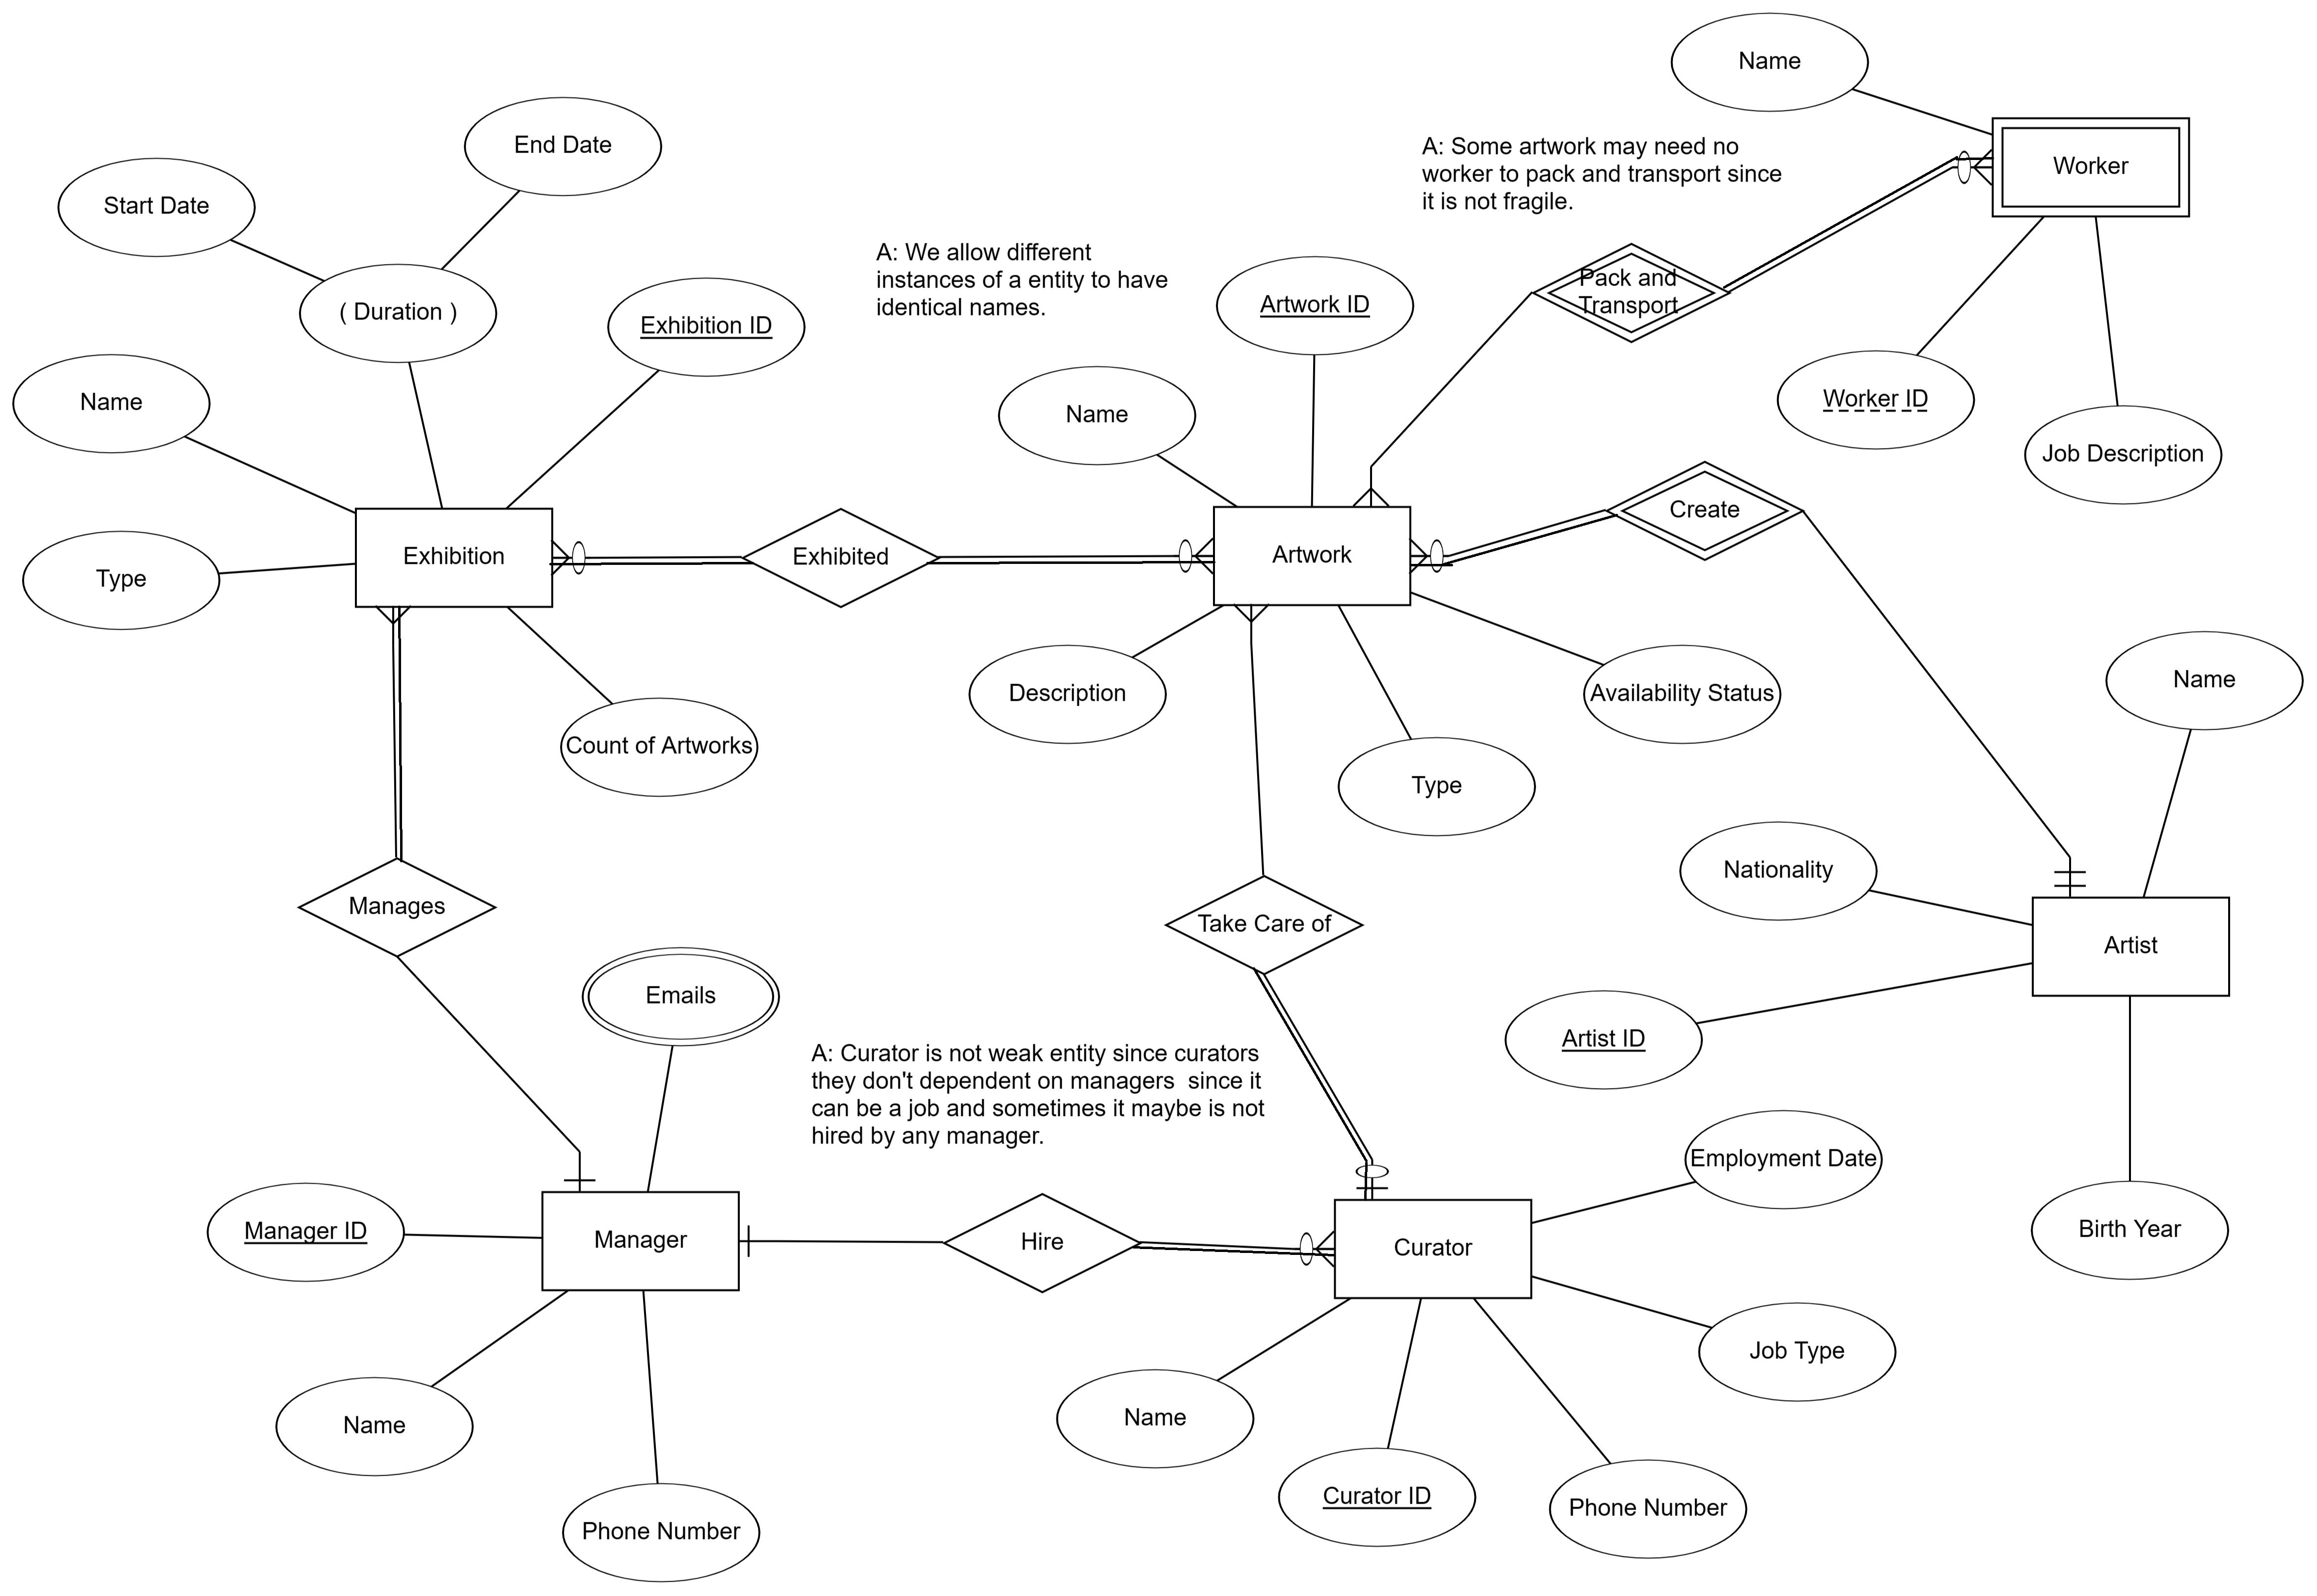 Name
End Date
A: Some artwork may need no
worker to pack and transport since
it is not fragile.
Worker
Start Date
A: We allow different
instances of a entity to have
identical names.
Pack and
Transport
( Duration )
Exhibition ID
Artwork ID
Name
Name
Worker ID
Job Description
Create
Exhibition
Exhibited
Artwork
Type
Description
Availability Status
Name
Count of Artworks
Type
Nationality
Manages
Take Care of
Artist
Emails
Artist ID
A: Curator is not weak entity since curators
they don't dependent on managers  since it
can be a job and sometimes it maybe is not
hired by any manager.
Employment Date
Manager ID
Manager
Hire
Curator
Birth Year
Job Type
Name
Name
Curator ID
Phone Number
Phone Number